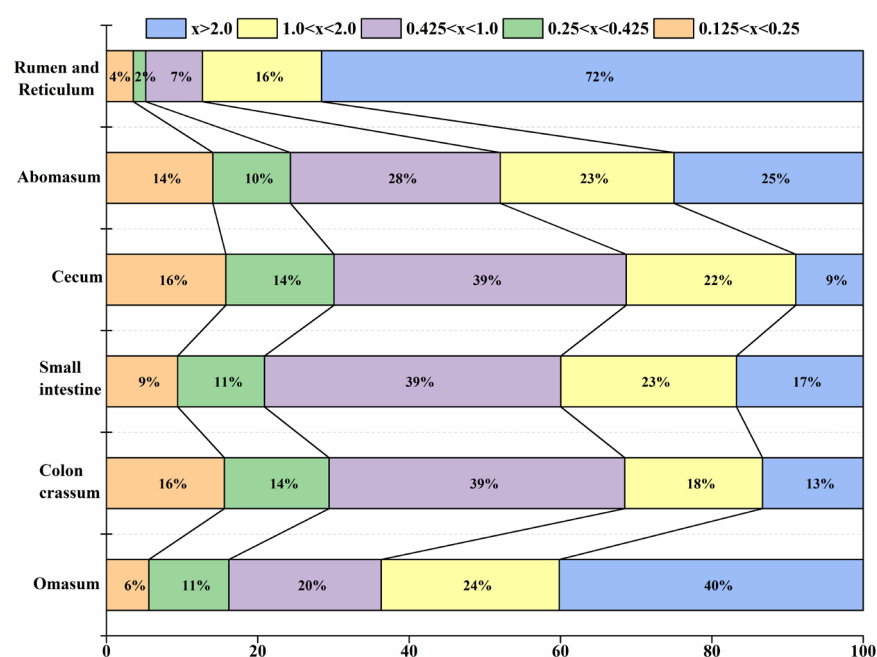 x>2.0 1.0<x<2.0 0.425<x<1.0 0.25<x<0.425 0.125<x<0.25
Rumen and
Reticulum
4% 2% 7% 16% 72%
Abomasum
14% 10% 28% 23% 25%
Cecum
16% 14% 39% 22% 9%
Small
intestine
9% 11% 39% 23% 17%
Colon
crassum
16% 14% 39% 18% 13%
Omasum
6% 11% 20% 24% 40%
0 20 40 60 80 100